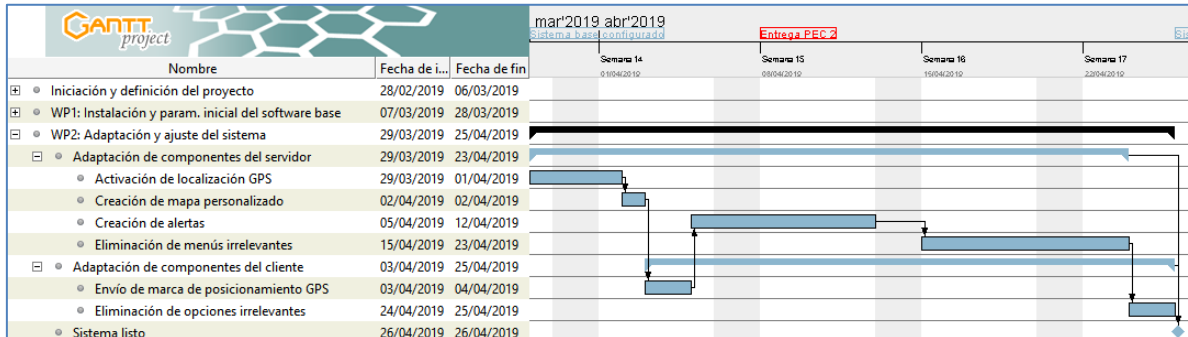 GANTT
project
mar'2019 abr'2019
Sistema base configurado
Entrega PEC 2
Sis
Nombre Fecha de i... Fecha de fin
Semana 14 Semana 15 Semana 16 Semana 17
01/04/2019 08/04/2019 15/04/2019 22/04/2019
Iniciación y definición del proyecto 28/02/2019 06/03/2019
WP1: Instalación y param. inicial del software base 07/03/2019 28/03/2019
WP2: Adaptación y ajuste del sistema 29/03/2019 25/04/2019
Adaptación de componentes del servidor 29/03/2019 23/04/2019
Activación de localización GPS 29/03/2019 01/04/2019
Creación de mapa personalizado 02/04/2019 02/04/2019
Creación de alertas 05/04/2019 12/04/2019
Eliminación de menús irrelevantes 15/04/2019 23/04/2019
Adaptación de componentes del cliente 03/04/2019 25/04/2019
Envío de marca de posicionamiento GPS 03/04/2019 04/04/2019
Eliminación de opciones irrelevantes 24/04/2019 25/04/2019
Sistema listo 26/04/2019 26/04/2019